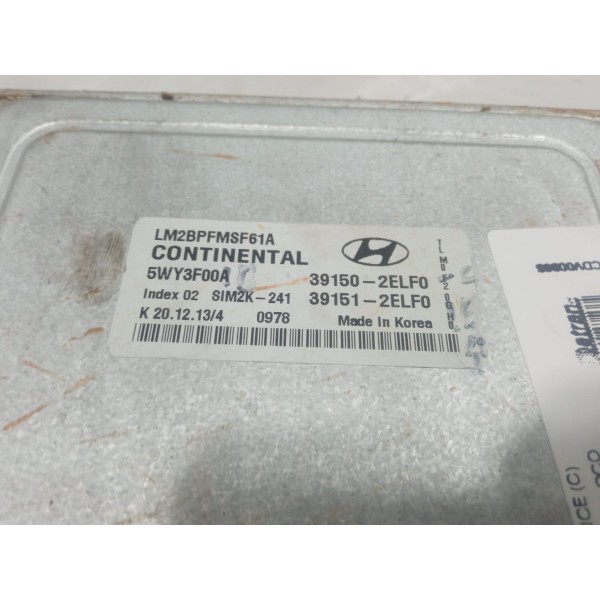 LM2BPFMSF61A
CONTINENTAL
5WY3F00A
39150-2ELF0
Index 02 SIM2K-241 39151-2ELF0
K 20.12.13/4 0978 Made in Korea